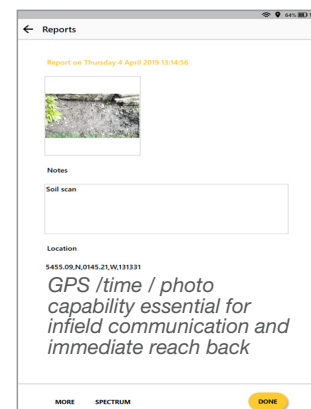 64%
← Reports
Report on Thursday 4 April 2019 13:14:56
Notes
Soil scan
Location
5455.09,N,0145.21,W,131331
GPS /time / photo
capability essential for
infield communication and
immediate reach back
MORE SPECTRUM DONE